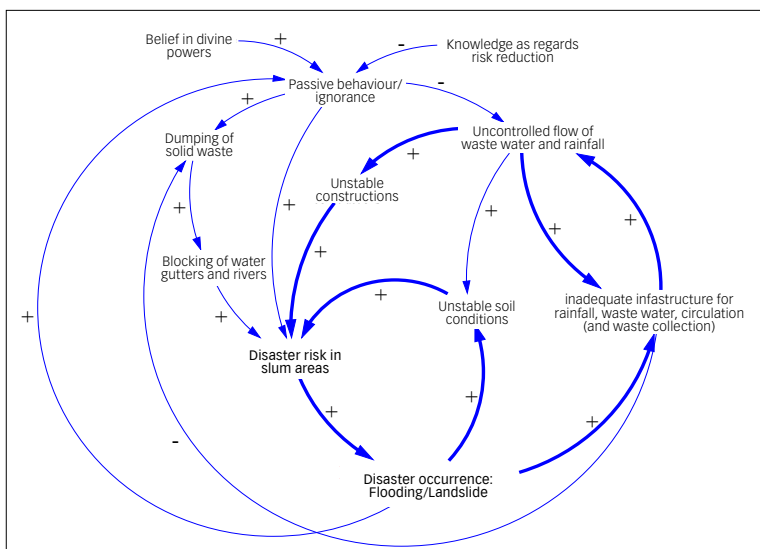 Belief in divine
powers
+
-
Knowledge as regards
risk reduction
Passive behaviour/
ignorance
-
+
Dumping of
solid waste
Uncontrolled flow of
waste water and rainfall
+
Unstable
constructions
+
+
+
+
+
+
Blocking of water
gutters and rivers
+
+
+
Unstable soil
conditions
inadequate infastructure for
rainfall, waste water, circulation
(and waste collection)
+
Disaster risk in
slum areas
+
+
+
-
Disaster occurrence:
Flooding/Landslide